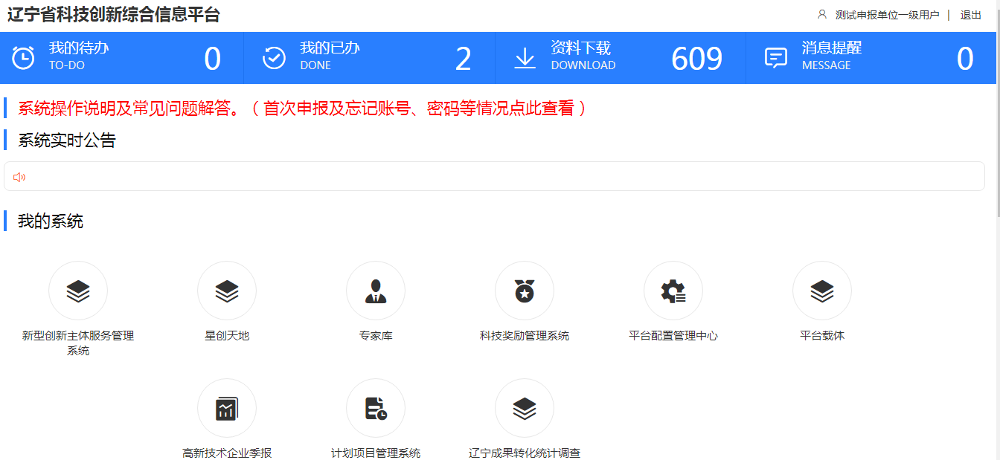 辽宁省科技创新综合信息平台
测试申报单位一级用户 | 退出
我的待办
TO-DO
0
我的已办
DONE
2
资料下载
DOWNLOAD
609
消息提醒
MESSAGE
0
系统操作说明及常见问题解答。（首次申报及忘记账号、密码等情况点此查看）
系统实时公告
我的系统
新型创新主体服务管理
系统
星创天地
专家库
科技奖励管理系统
平台配置管理中心
平台载体
高新技术企业季报
计划项目管理系统
辽宁成果转化统计调查